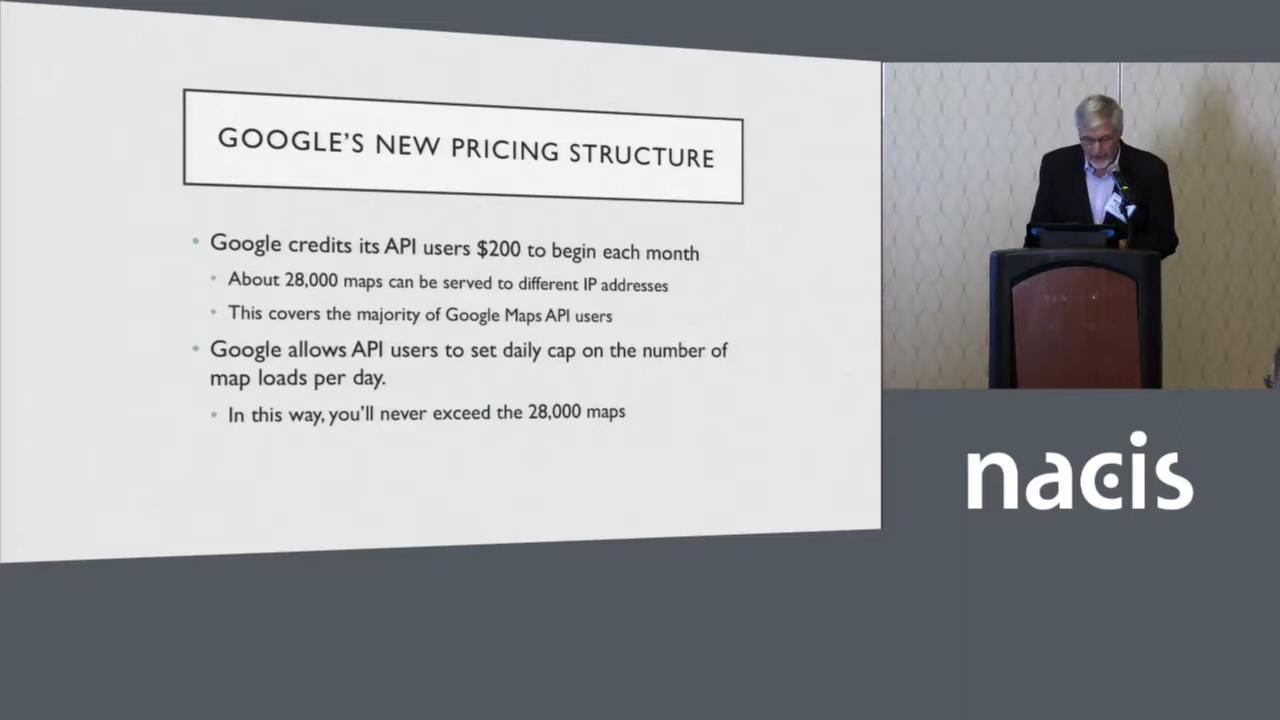 GOOGLE'S NEW PRICING STRUCTURE
Google credits its API users $200 to begin each month
About 28,000 maps can be served to different IP addresses
This covers the majority of Google Maps API users
Google allows API users to set daily cap on the number of
map loads per day.
In this way, you'll never exceed the 28,000 maps
nacis